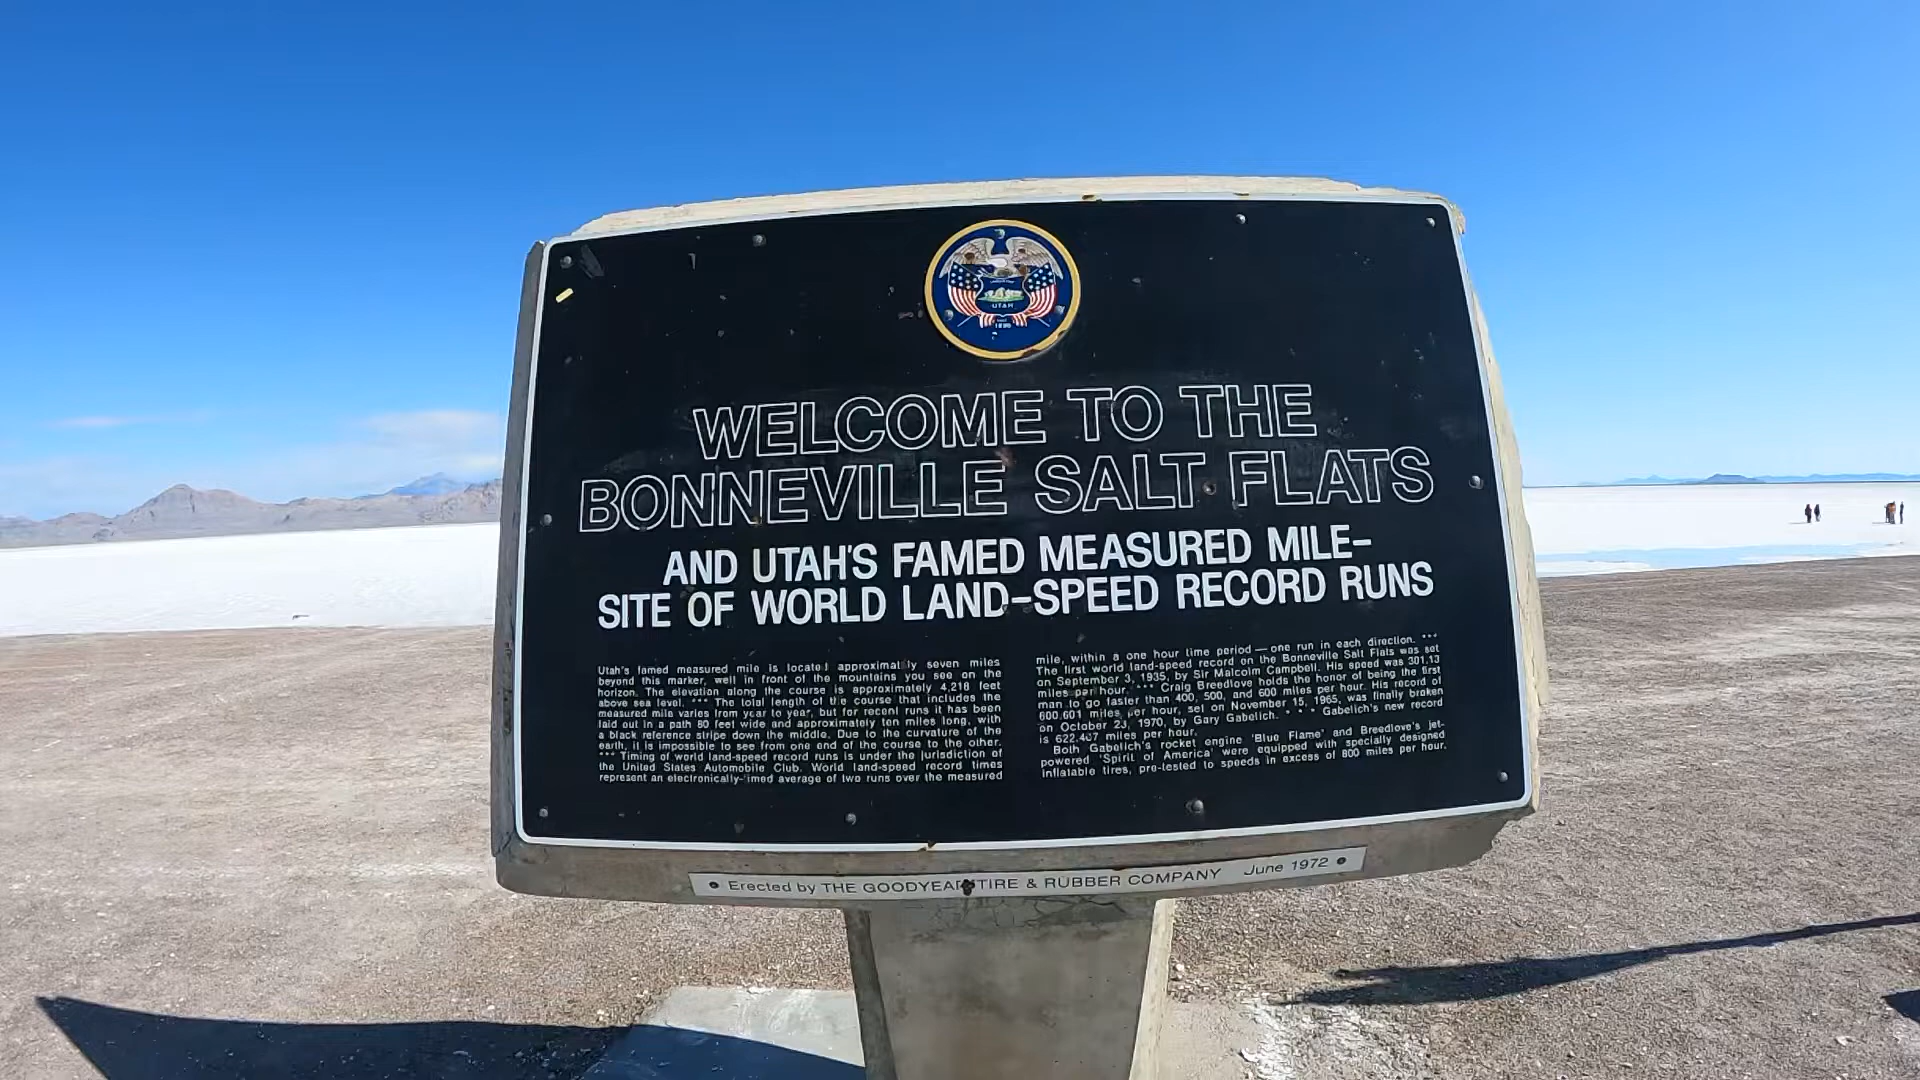 UTAH
1896
WELCOME TO THE
BONNEVILLE SALT FLATS
AND UTAH'S FAMED MEASURED MILE-
SITE OF WORLD LAND-SPEED RECORD RUNS
Utah's famed measured mile is located approximately seven miles
beyond this marker, well in front of the mountains you see on the
horizon. The elevation along the course is approximately 4,218 feet
above sea level. *** The total length of the course that includes the
measured mile varies from year to year, but for recent runs it has been
laid out in a path 80 feet wide and approximately ten miles long, with
a black reference stripe down the middle. Due to the curvature of the
earth, it is impossible to see from one end of the course to the other.
*** Timing of world land-speed record runs is under the jurisdiction of
the United States Automobile Club. World land-speed record times
represent an electronically-timed average of two runs over the measured
mile, within a one hour time period — one run in each direction. ***
The first world land-speed record on the Bonneville Salt Flats was set
on September 3, 1935, by Sir Malcolm Campbell. His speed was 301.13
miles per hour. *** Craig Breedlove holds the honor of being the first
man to go faster than 400, 500, and 600 miles per hour. His record of
600.601 miles per hour, set on November 15, 1965, was finally broken
on October 23, 1970, by Gary Gabelich. * * * Gabelich's new record
is 622.407 miles per hour.
Both Gabelich's rocket engine 'Blue Flame' and Breedlove's jet-
powered 'Spirit of America' were equipped with specially designed
inflatable tires, pre-tested to speeds in excess of 800 miles per hour.
Erected by THE GOODYEAR TIRE & RUBBER COMPANY June 1972